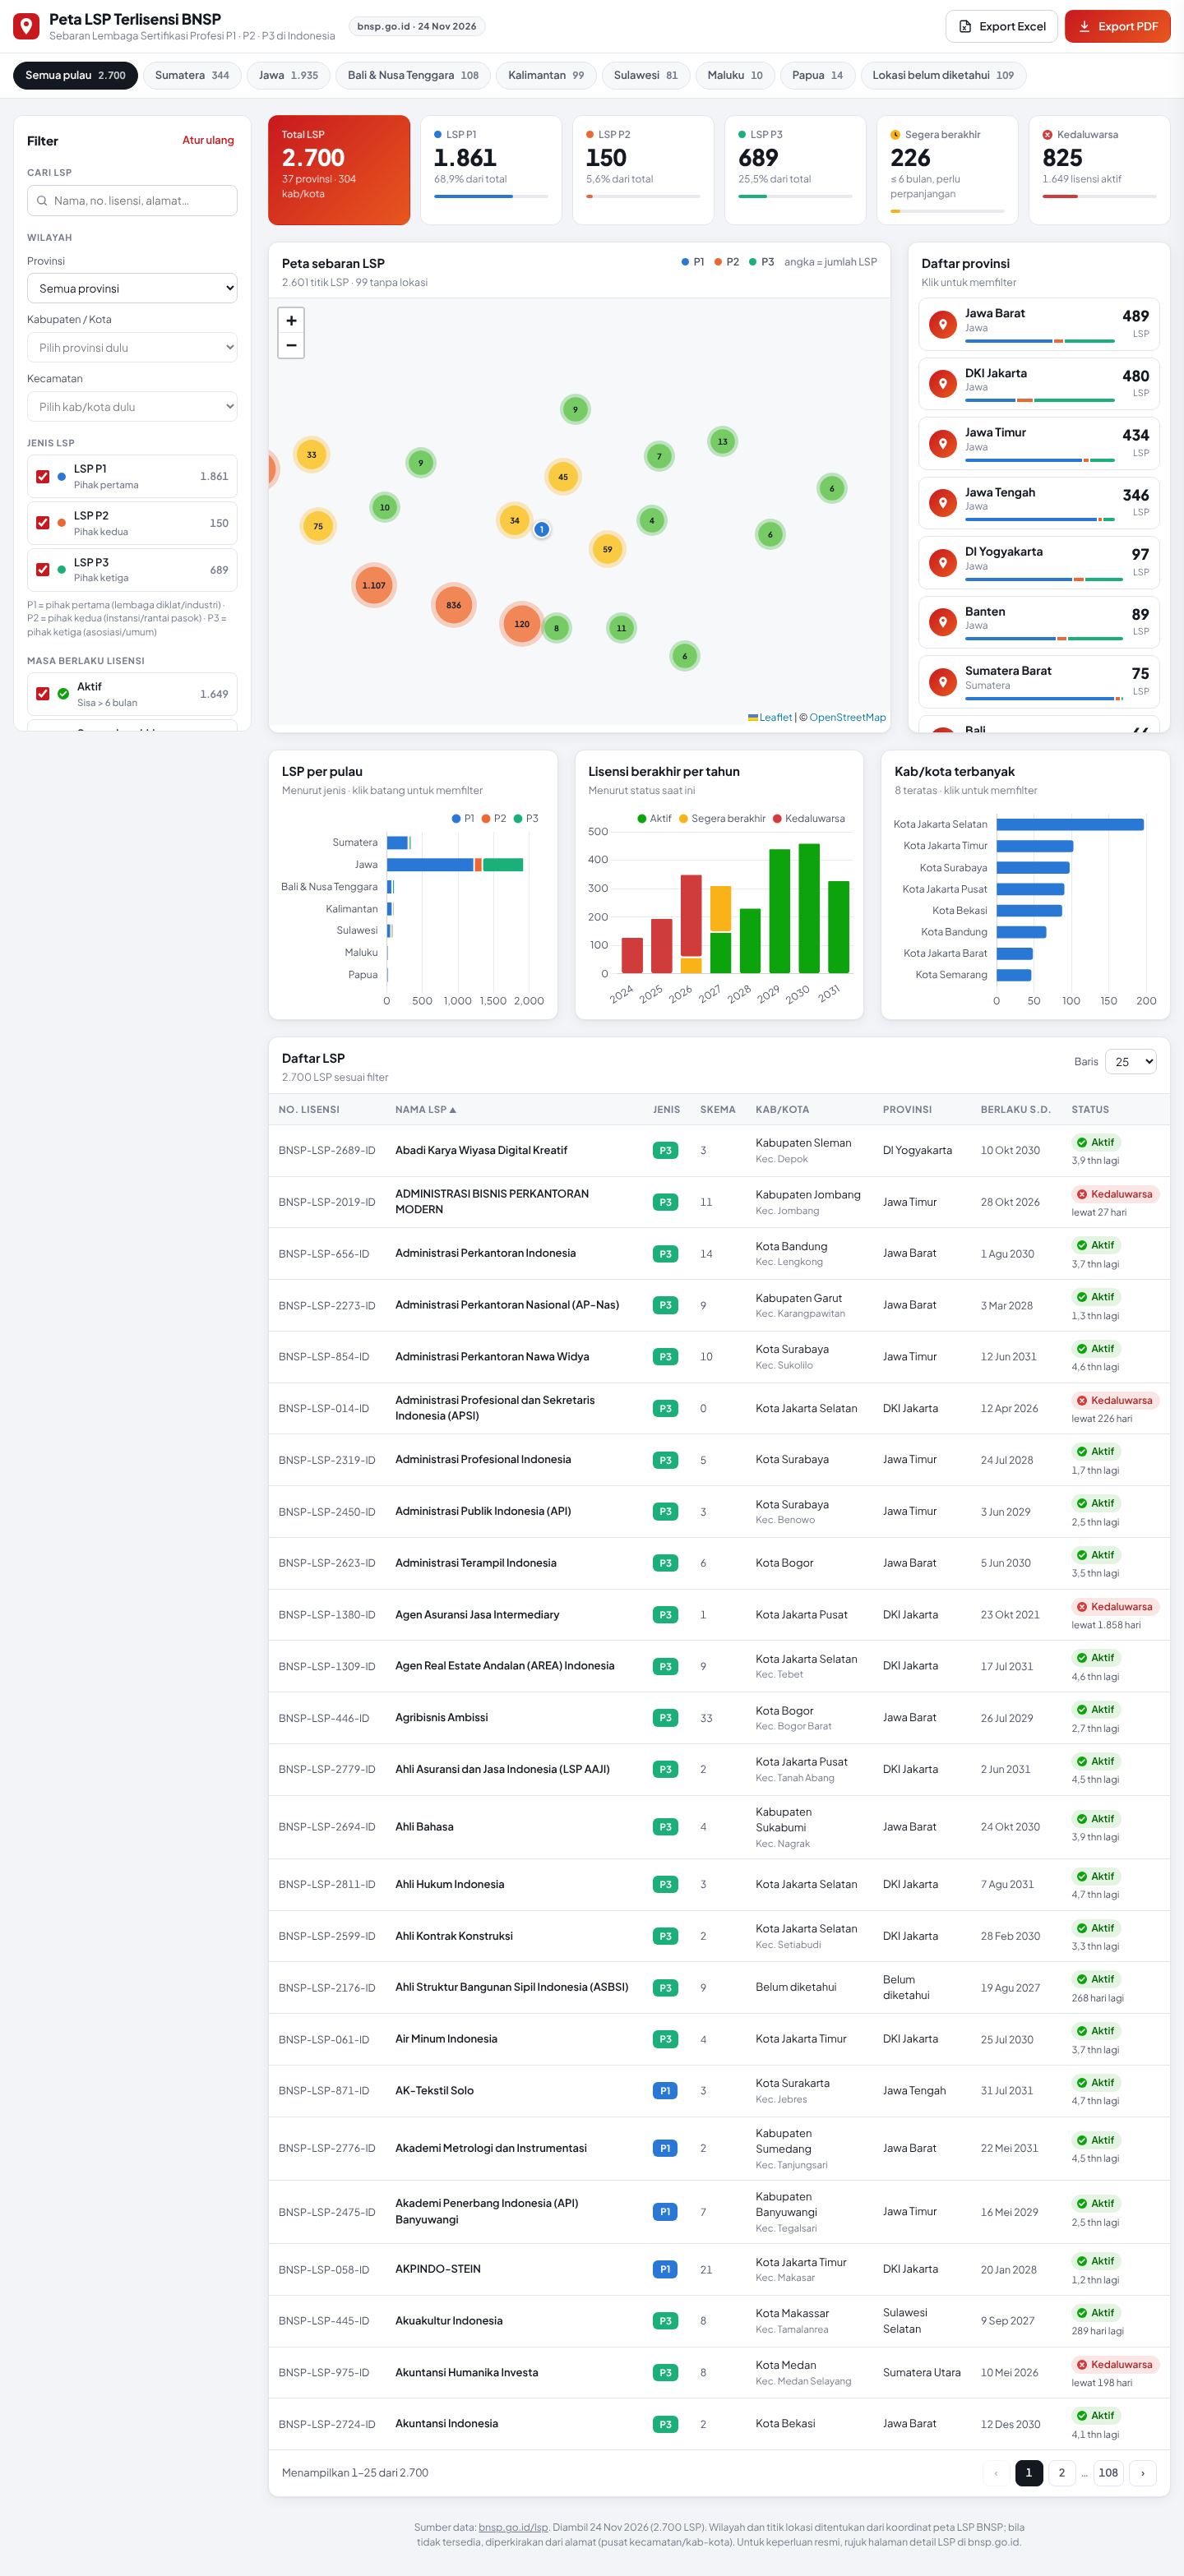 Peta LSP Terlisensi BNSP
Sebaran Lembaga Sertifikasi Profesi P1 · P2 · P3 di Indonesia
bnsp.go.id · 24 Nov 2026
Export Excel
Export PDF
Semua pulau 2.700
Sumatera 344
Jawa 1.935
Bali & Nusa Tenggara 108
Kalimantan 99
Sulawesi 81
Maluku 10
Papua 14
Lokasi belum diketahui 109
Filter
Atur ulang
CARI LSP
Nama, no. lisensi, alamat…
WILAYAH
Provinsi
Semua provinsi
Kabupaten / Kota
Pilih provinsi dulu
Kecamatan
Pilih kab/kota dulu
JENIS LSP
LSP P1
Pihak pertama
1.861
LSP P2
Pihak kedua
150
LSP P3
Pihak ketiga
689
P1 = pihak pertama (lembaga diklat/industri) ·
P2 = pihak kedua (instansi/rantai pasok) · P3 =
pihak ketiga (asosiasi/umum)
MASA BERLAKU LISENSI
Aktif
Sisa > 6 bulan
1.649
Total LSP
2.700
37 provinsi · 304
kab/kota
LSP P1
1.861
68,9% dari total
LSP P2
150
5,6% dari total
LSP P3
689
25,5% dari total
Segera berakhir
226
≤ 6 bulan, perlu
perpanjangan
Kedaluwarsa
825
1.649 lisensi aktif
Peta sebaran LSP
2.601 titik LSP · 99 tanpa lokasi
P1 P2 P3 angka = jumlah LSP
+
−
9
13
33
9
7
45
6
10
75
34
1
4
6
59
1.107
836
120
8
11
6
Leaflet | © OpenStreetMap
Daftar provinsi
Klik untuk memfilter
Jawa Barat
Jawa
489
LSP
DKI Jakarta
Jawa
480
LSP
Jawa Timur
Jawa
434
LSP
Jawa Tengah
Jawa
346
LSP
DI Yogyakarta
Jawa
97
LSP
Banten
Jawa
89
LSP
Sumatera Barat
Sumatera
75
LSP
Bali
66
LSP per pulau
Menurut jenis · klik batang untuk memfilter
P1 P2 P3
Sumatera
Jawa
Bali & Nusa Tenggara
Kalimantan
Sulawesi
Maluku
Papua
0 500 1,000 1,500 2,000
Lisensi berakhir per tahun
Menurut status saat ini
Aktif Segera berakhir Kedaluwarsa
500
400
300
200
100
0
2024 2025 2026 2027 2028 2029 2030 2031
Kab/kota terbanyak
8 teratas · klik untuk memfilter
Kota Jakarta Selatan
Kota Jakarta Timur
Kota Surabaya
Kota Jakarta Pusat
Kota Bekasi
Kota Bandung
Kota Jakarta Barat
Kota Semarang
0 50 100 150 200
Daftar LSP
2.700 LSP sesuai filter
Baris 25
NO. LISENSI NAMA LSP ▲ JENIS SKEMA KAB/KOTA PROVINSI BERLAKU S.D. STATUS
BNSP-LSP-2689-ID Abadi Karya Wiyasa Digital Kreatif P3 3 Kabupaten Sleman DI Yogyakarta 10 Okt 2030 Aktif
Kec. Depok 3,9 thn lagi
BNSP-LSP-2019-ID ADMINISTRASI BISNIS PERKANTORAN P3 11 Kabupaten Jombang Jawa Timur 28 Okt 2026 Kedaluwarsa
MODERN Kec. Jombang lewat 27 hari
BNSP-LSP-656-ID Administrasi Perkantoran Indonesia P3 14 Kota Bandung Jawa Barat 1 Agu 2030 Aktif
Kec. Lengkong 3,7 thn lagi
BNSP-LSP-2273-ID Administrasi Perkantoran Nasional (AP-Nas) P3 9 Kabupaten Garut Jawa Barat 3 Mar 2028 Aktif
Kec. Karangpawitan 1,3 thn lagi
BNSP-LSP-854-ID Administrasi Perkantoran Nawa Widya P3 10 Kota Surabaya Jawa Timur 12 Jun 2031 Aktif
Kec. Sukolilo 4,6 thn lagi
BNSP-LSP-014-ID Administrasi Profesional dan Sekretaris P3 0 Kota Jakarta Selatan DKI Jakarta 12 Apr 2026 Kedaluwarsa
Indonesia (APSI) lewat 226 hari
BNSP-LSP-2319-ID Administrasi Profesional Indonesia P3 5 Kota Surabaya Jawa Timur 24 Jul 2028 Aktif
1,7 thn lagi
BNSP-LSP-2450-ID Administrasi Publik Indonesia (API) P3 3 Kota Surabaya Jawa Timur 3 Jun 2029 Aktif
Kec. Benowo 2,5 thn lagi
BNSP-LSP-2623-ID Administrasi Terampil Indonesia P3 6 Kota Bogor Jawa Barat 5 Jun 2030 Aktif
3,5 thn lagi
BNSP-LSP-1380-ID Agen Asuransi Jasa Intermediary P3 1 Kota Jakarta Pusat DKI Jakarta 23 Okt 2021 Kedaluwarsa
lewat 1.858 hari
BNSP-LSP-1309-ID Agen Real Estate Andalan (AREA) Indonesia P3 9 Kota Jakarta Selatan DKI Jakarta 17 Jul 2031 Aktif
Kec. Tebet 4,6 thn lagi
BNSP-LSP-446-ID Agribisnis Ambissi P3 33 Kota Bogor Jawa Barat 26 Jul 2029 Aktif
Kec. Bogor Barat 2,7 thn lagi
BNSP-LSP-2779-ID Ahli Asuransi dan Jasa Indonesia (LSP AAJI) P3 2 Kota Jakarta Pusat DKI Jakarta 2 Jun 2031 Aktif
Kec. Tanah Abang 4,5 thn lagi
BNSP-LSP-2694-ID Ahli Bahasa P3 4 Kabupaten Sukabumi Jawa Barat 24 Okt 2030 Aktif
Kec. Nagrak 3,9 thn lagi
BNSP-LSP-2811-ID Ahli Hukum Indonesia P3 3 Kota Jakarta Selatan DKI Jakarta 7 Agu 2031 Aktif
4,7 thn lagi
BNSP-LSP-2599-ID Ahli Kontrak Konstruksi P3 2 Kota Jakarta Selatan DKI Jakarta 28 Feb 2030 Aktif
Kec. Setiabudi 3,3 thn lagi
BNSP-LSP-2176-ID Ahli Struktur Bangunan Sipil Indonesia (ASBSI) P3 9 Belum diketahui Belum diketahui 19 Agu 2027 Aktif
268 hari lagi
BNSP-LSP-061-ID Air Minum Indonesia P3 4 Kota Jakarta Timur DKI Jakarta 25 Jul 2030 Aktif
3,7 thn lagi
BNSP-LSP-871-ID AK-Tekstil Solo P1 3 Kota Surakarta Jawa Tengah 31 Jul 2031 Aktif
Kec. Jebres 4,7 thn lagi
BNSP-LSP-2776-ID Akademi Metrologi dan Instrumentasi P1 2 Kabupaten Sumedang Jawa Barat 22 Mei 2031 Aktif
Kec. Tanjungsari 4,5 thn lagi
BNSP-LSP-2475-ID Akademi Penerbang Indonesia (API) Banyuwangi P1 7 Kabupaten Banyuwangi Jawa Timur 16 Mei 2029 Aktif
Kec. Tegalsari 2,5 thn lagi
BNSP-LSP-058-ID AKPINDO-STEIN P1 21 Kota Jakarta Timur DKI Jakarta 20 Jan 2028 Aktif
Kec. Makasar 1,2 thn lagi
BNSP-LSP-445-ID Akuakultur Indonesia P3 8 Kota Makassar Sulawesi Selatan 9 Sep 2027 Aktif
Kec. Tamalanrea 289 hari lagi
BNSP-LSP-975-ID Akuntansi Humanika Investa P3 8 Kota Medan Sumatera Utara 10 Mei 2026 Kedaluwarsa
Kec. Medan Selayang lewat 198 hari
BNSP-LSP-2724-ID Akuntansi Indonesia P3 2 Kota Bekasi Jawa Barat 12 Des 2030 Aktif
4,1 thn lagi
Menampilkan 1–25 dari 2.700
‹ 1 2 … 108 ›
Sumber data: bnsp.go.id/lsp. Diambil 24 Nov 2026 (2.700 LSP). Wilayah dan titik lokasi ditentukan dari koordinat peta LSP BNSP; bila
tidak tersedia, diperkirakan dari alamat (pusat kecamatan/kab-kota). Untuk keperluan resmi, rujuk halaman detail LSP di bnsp.go.id.